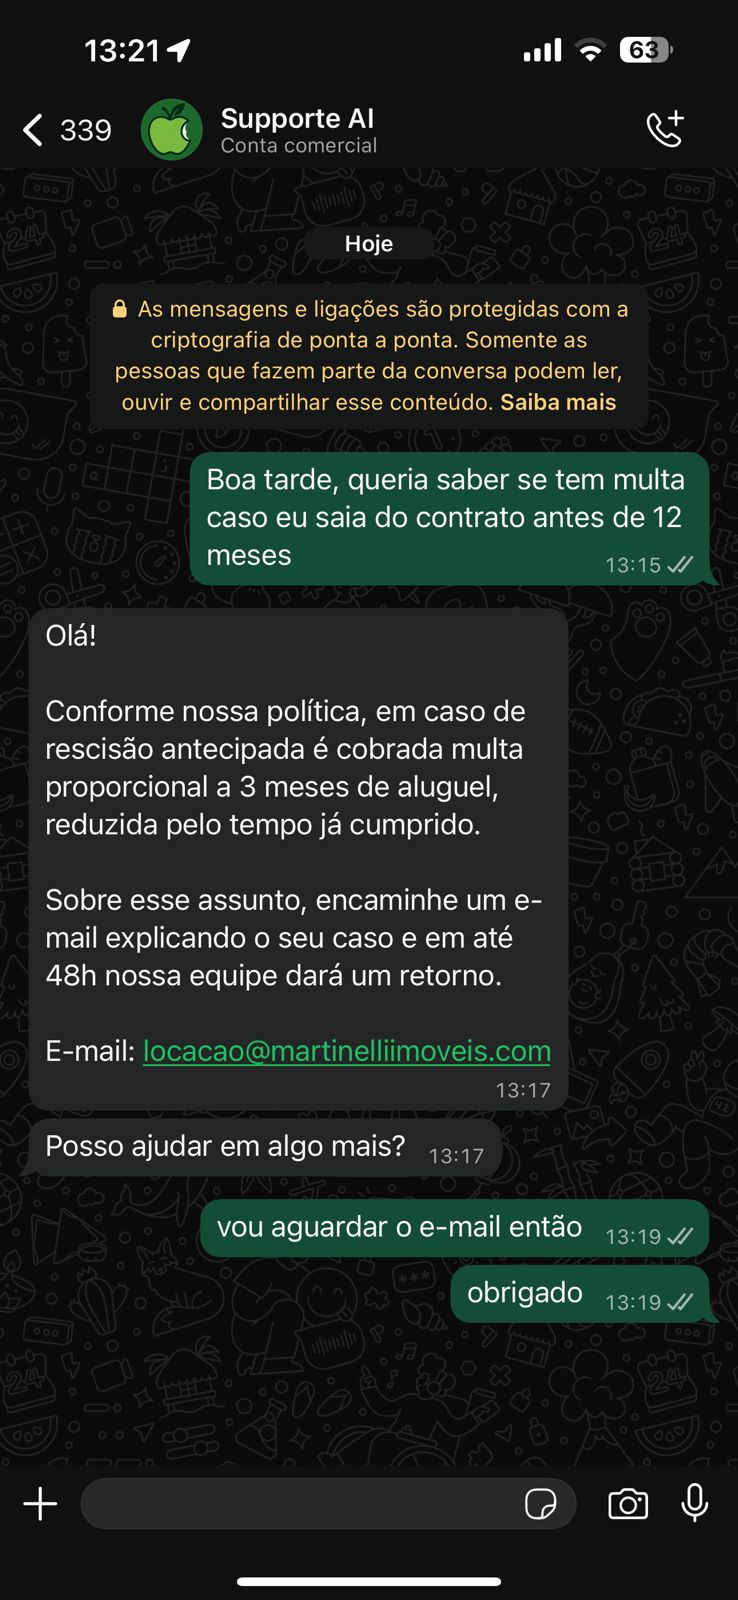 13:21
63
339
Supporte AI
Conta comercial
Hoje
As mensagens e ligações são protegidas com a
criptografia de ponta a ponta. Somente as
pessoas que fazem parte da conversa podem ler,
ouvir e compartilhar esse conteúdo. Saiba mais
Boa tarde, queria saber se tem multa
caso eu saia do contrato antes de 12
meses
13:15
Olá!
Conforme nossa política, em caso de
rescisão antecipada é cobrada multa
proporcional a 3 meses de aluguel,
reduzida pelo tempo já cumprido.
Sobre esse assunto, encaminhe um e-
mail explicando o seu caso e em até
48h nossa equipe dará um retorno.
E-mail: locacao@martinelliimoveis.com
13:17
Posso ajudar em algo mais?
13:17
vou aguardar o e-mail então
13:19
obrigado
13:19